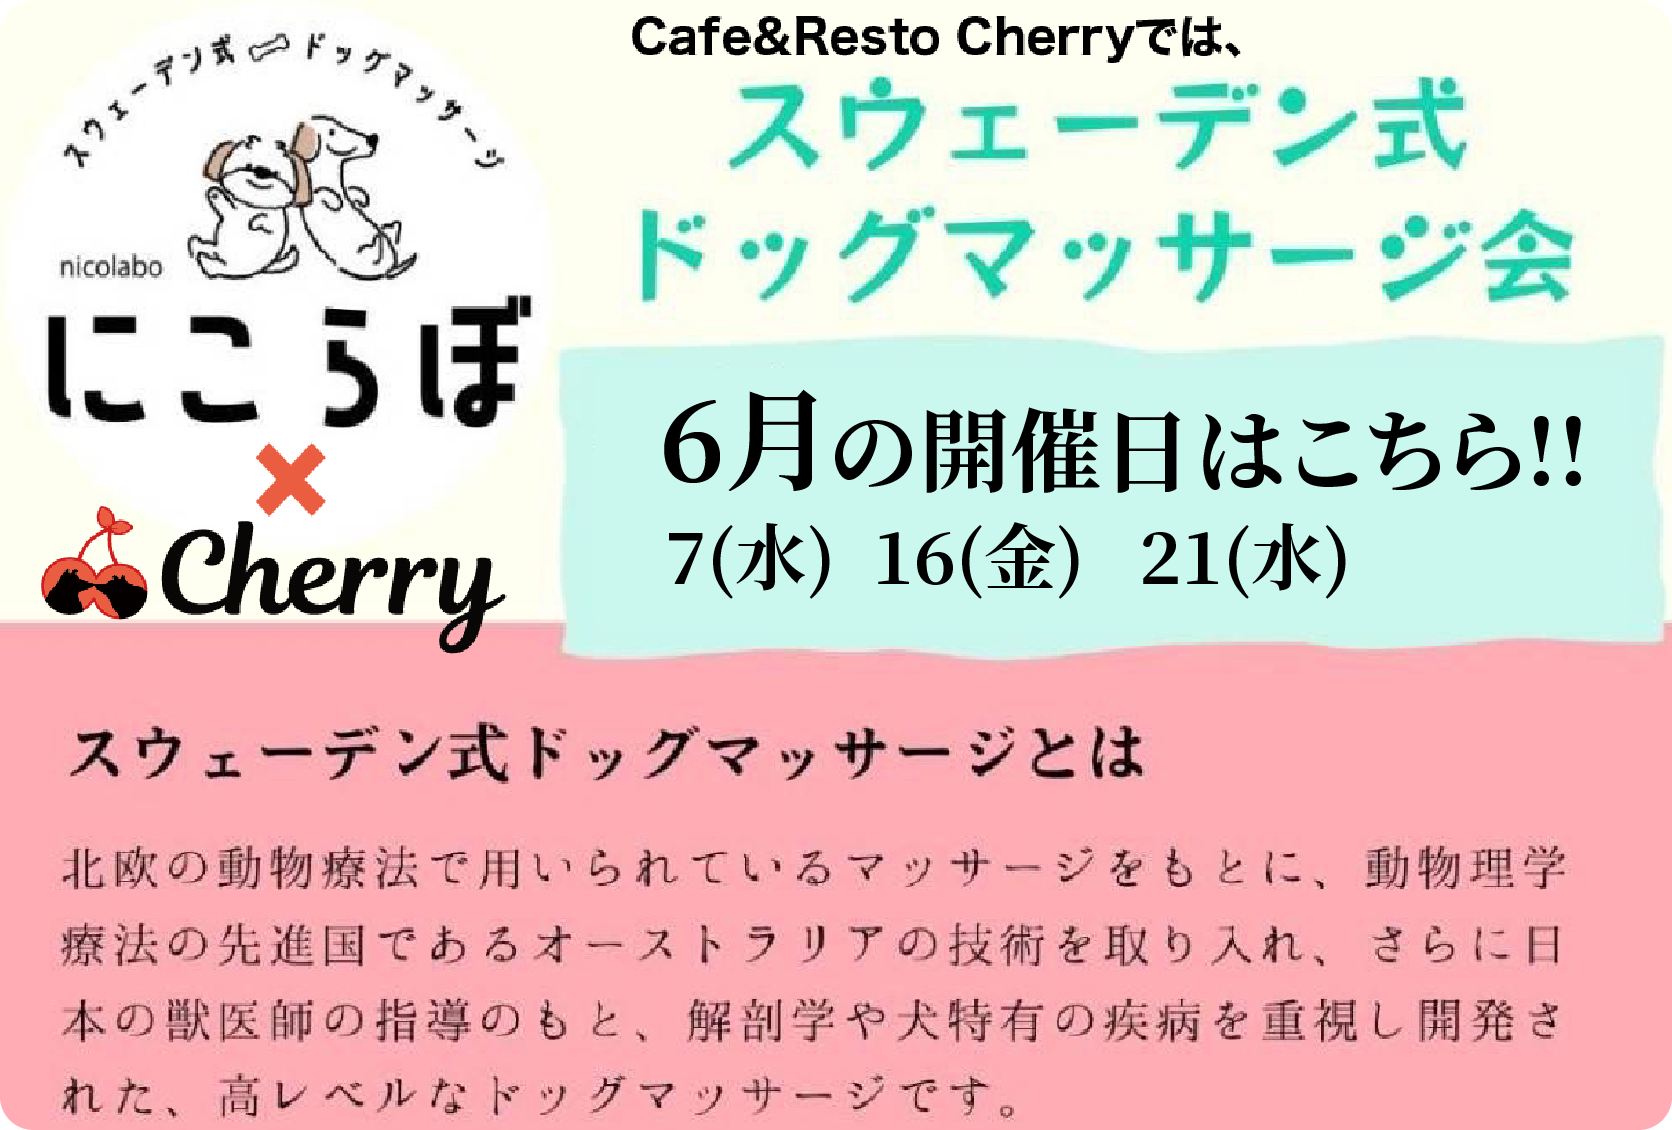 スウェーデン式 ドッグマッサージ
nicolabo
にこらぼ
Cherry
Cafe&Resto Cherryでは、
スウェーデン式
ドッグマッサージ会
6月の開催日はこちら!!
7(水) 16(金) 21(水)
スウェーデン式ドッグマッサージとは
北欧の動物療法で用いられているマッサージをもとに、動物理学
療法の先進国であるオーストラリアの技術を取り入れ、さらに日
本の獣医師の指導のもと、解剖学や犬特有の疾病を重視し開発さ
れた、高レベルなドッグマッサージです。